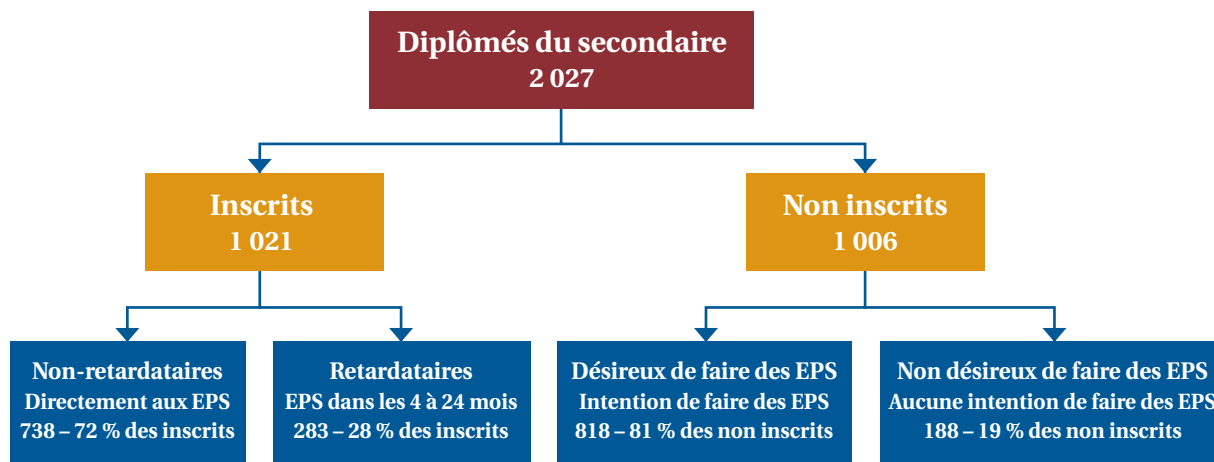 Diplômés du secondaire
2 027
Inscrits
1 021
Non inscrits
1 006
Non-retardataires
Directement aux EPS
738 – 72 % des inscrits
Retardataires
EPS dans les 4 à 24 mois
283 – 28 % des inscrits
Désireux de faire des EPS
Intention de faire des EPS
818 – 81 % des non inscrits
Non désireux de faire des EPS
Aucune intention de faire des EPS
188 – 19 % des non inscrits